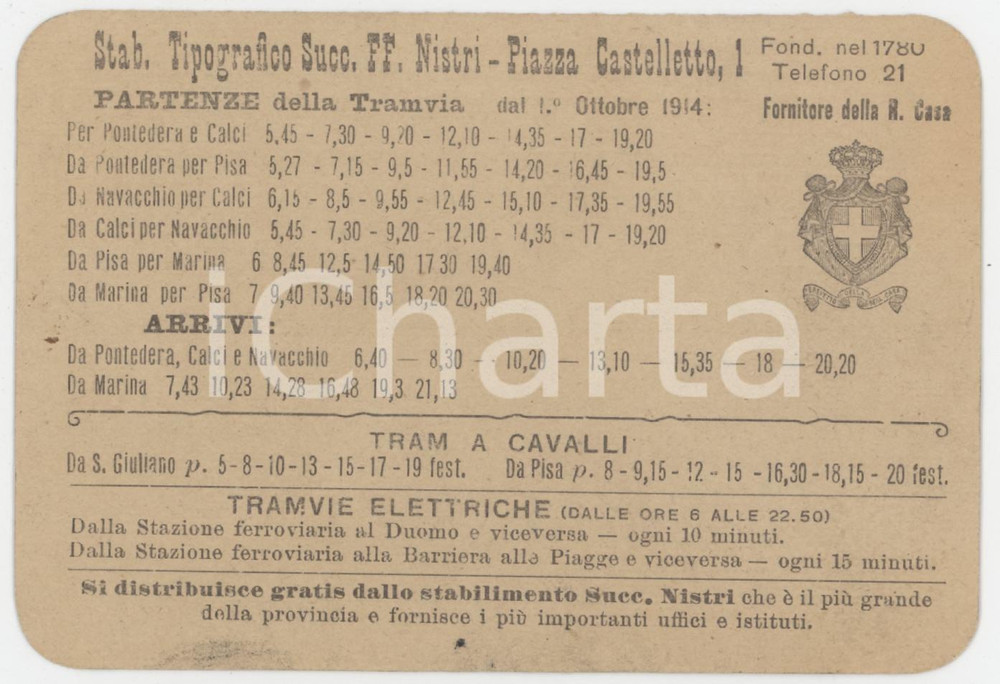 Stab. Tipografico Succ. FF. Nistri - Piazza Castelletto, 1
Fond. nel 1780
Telefono 21
Fornitore della R. Casa
PARTENZE della Tramvia dal 1.º Ottobre 1914:
Per Pontedera e Calci 5,45 - 7,30 - 9,20 - 12,10 - 14,35 - 17 - 19,20
Da Pontedera per Pisa 5,27 - 7,15 - 9,5 - 11,55 - 14,20 - 16,45 - 19,5
Da Navacchio per Calci 6,15 - 8,5 - 9,55 - 12,45 - 15,10 - 17,35 - 19,55
Da Calci per Navacchio 5,45 - 7,30 - 9,20 - 12,10 - 14,35 - 17 - 19,20
Da Pisa per Marina 6 8,45 12,5 14,50 17 30 19,40
Da Marina per Pisa 7 9,40 13,45 16,5 18,20 20,30
ARRIVI:
Da Pontedera, Calci e Navacchio 6,40 — 8,30 — 10,20 — 13,10 — 15,35 — 18 — 20,20
Da Marina 7,43 10,23 14,28 16,48 19,3 21,13
iCharta
TRAM A CAVALLI
Da S. Giuliano p. 5-8-10-13-15-17-19 fest. Da Pisa p. 8-9,15-12-15-16,30-18,15-20 fest.
TRAMVIE ELETTRICHE (DALLE ORE 6 ALLE 22.50)
Dalla Stazione ferroviaria al Duomo e viceversa — ogni 10 minuti.
Dalla Stazione ferroviaria alla Barriera alle Piagge e viceversa — ogni 15 minuti.
Si distribuisce gratis dallo stabilimento Succ. Nistri che è il più grande
della provincia e fornisce i più importanti uffici e istituti.